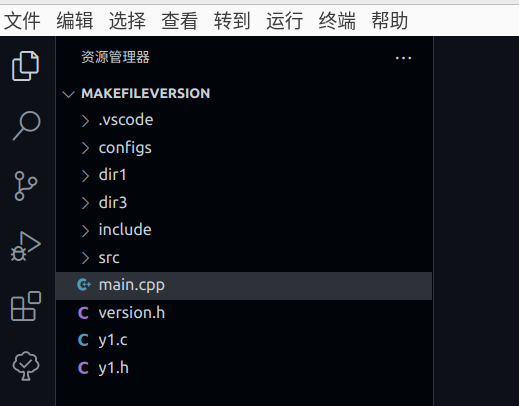 文件 编辑 选择 查看 转到 运行 终端 帮助
资源管理器 ...
MAKEFILEVERSION
.vscode
configs
dir1
dir3
include
src
main.cpp
version.h
y1.c
y1.h